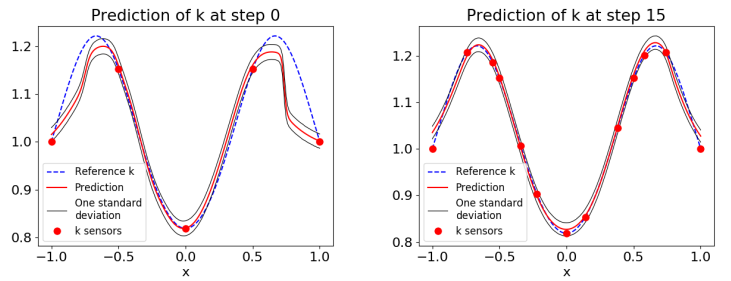 Prediction of k at step 0
1.2
1.1
1.0
0.9
0.8
Reference k
Prediction
One standard
deviation
k sensors
−1.0 −0.5 0.0 0.5 1.0
x
Prediction of k at step 15
1.2
1.1
1.0
0.9
0.8
Reference k
Prediction
One standard
deviation
k sensors
−1.0 −0.5 0.0 0.5 1.0
x